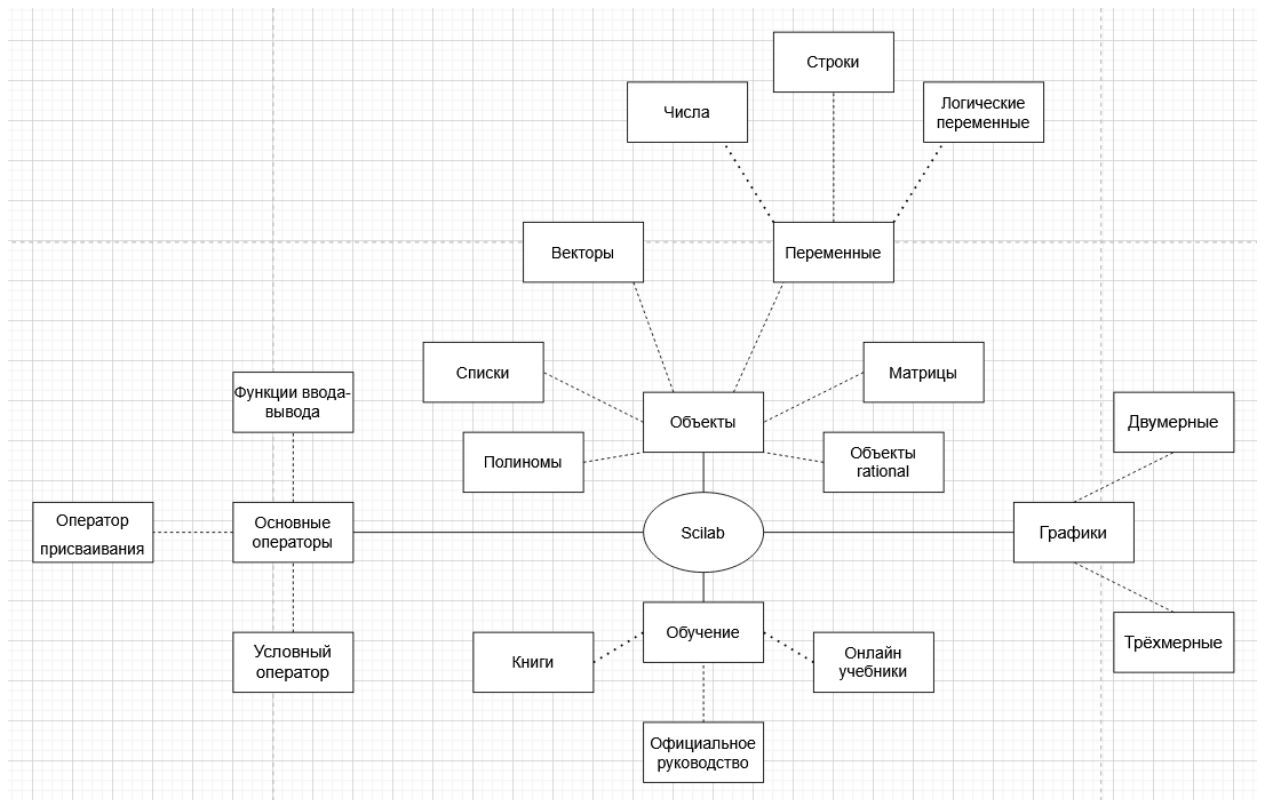 Строки
Числа
Логические
переменные
Векторы
Переменные
Списки
Матрицы
Функции ввода-
вывода
Объекты
Двумерные
Полиномы
Объекты
rational
Оператор
присваивания
Основные
операторы
Scilab
Графики
Обучение
Условный
оператор
Книги
Онлайн
учебники
Трёхмерные
Официальное
руководство